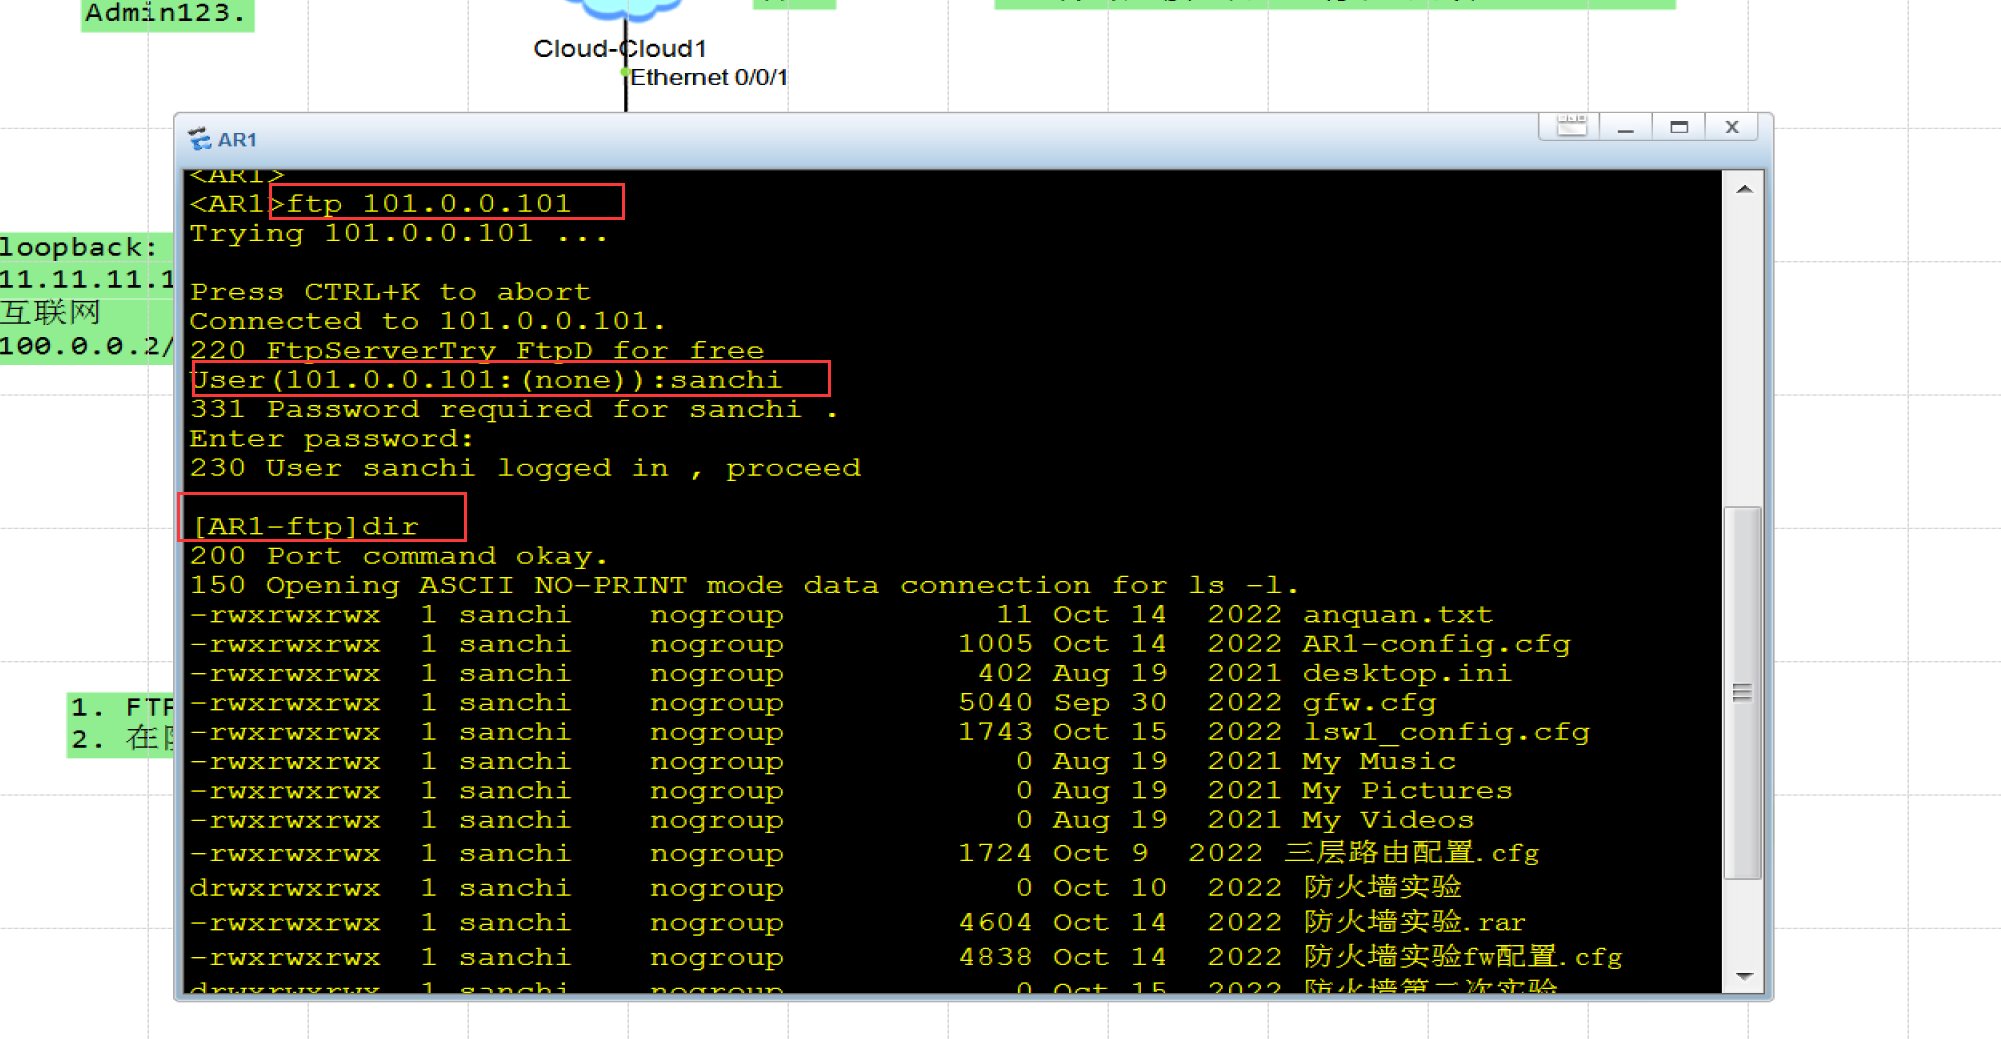 Admin123.
Cloud-Cloud1
Ethernet 0/0/1
AR1
loopback:
11.11.11.1
互联网
100.0.0.2/
1. FTP
2. 在
<AR1>
<AR1>ftp 101.0.0.101
Trying 101.0.0.101 ...
Press CTRL+K to abort
Connected to 101.0.0.101.
220 FtpServerTry FtpD for free
User(101.0.0.101:(none)):sanchi
331 Password required for sanchi .
Enter password:
230 User sanchi logged in , proceed
[AR1-ftp]dir
200 Port command okay.
150 Opening ASCII NO-PRINT mode data connection for ls -l.
-rwxrwxrwx 1 sanchi nogroup 11 Oct 14 2022 anquan.txt
-rwxrwxrwx 1 sanchi nogroup 1005 Oct 14 2022 AR1-config.cfg
-rwxrwxrwx 1 sanchi nogroup 402 Aug 19 2021 desktop.ini
-rwxrwxrwx 1 sanchi nogroup 5040 Sep 30 2022 gfw.cfg
-rwxrwxrwx 1 sanchi nogroup 1743 Oct 15 2022 lsw1_config.cfg
-rwxrwxrwx 1 sanchi nogroup 0 Aug 19 2021 My Music
-rwxrwxrwx 1 sanchi nogroup 0 Aug 19 2021 My Pictures
-rwxrwxrwx 1 sanchi nogroup 0 Aug 19 2021 My Videos
-rwxrwxrwx 1 sanchi nogroup 1724 Oct 9 2022 三层路由配置.cfg
drwxrwxrwx 1 sanchi nogroup 0 Oct 10 2022 防火墙实验
-rwxrwxrwx 1 sanchi nogroup 4604 Oct 14 2022 防火墙实验.rar
-rwxrwxrwx 1 sanchi nogroup 4838 Oct 14 2022 防火墙实验fw配置.cfg
drwxrwxrwx 1 sanchi nogroup 0 Oct 15 2022 防火墙第二次实验